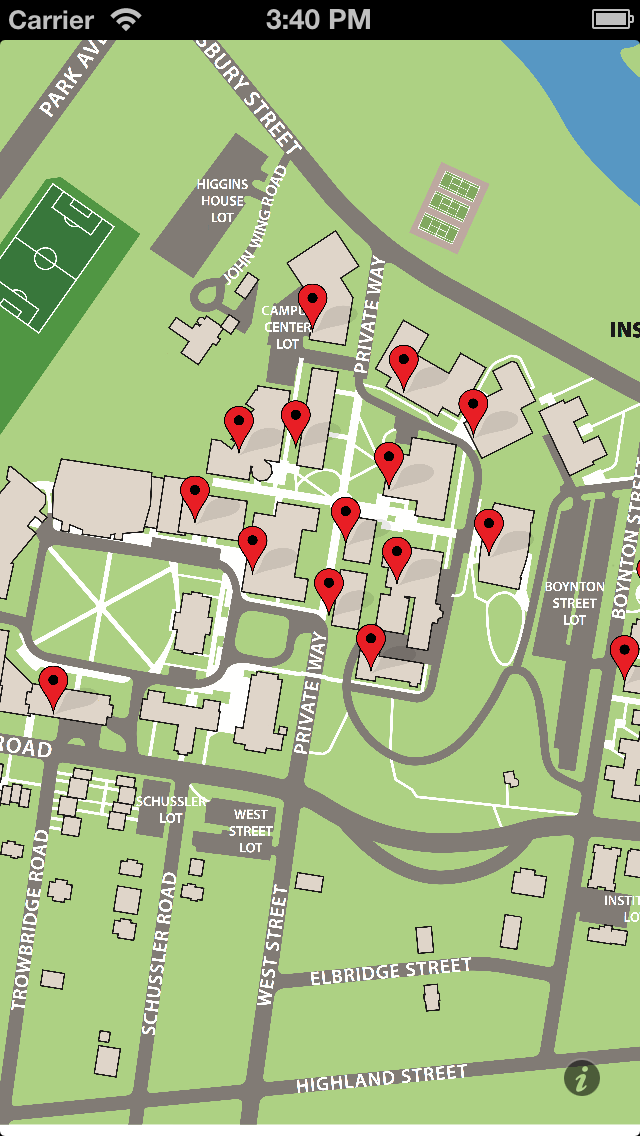 Carrier
3:40 PM
PARK AV
SBURY STREET
HIGGINS
HOUSE
LOT
JOHN WING ROAD
CAMPU
CENTER
LOT
PRIVATE WAY
INS
BOYNTON STREET
BOYNTON
STREET
LOT
PRIVATE WAY
ROAD
SCHUSSLER
LOT
WEST
STREET
LOT
TROWBRIDGE ROAD
SCHUSSLER ROAD
WEST STREET
INSTIT
LO
ELBRIDGE STREET
HIGHLAND STREET
i